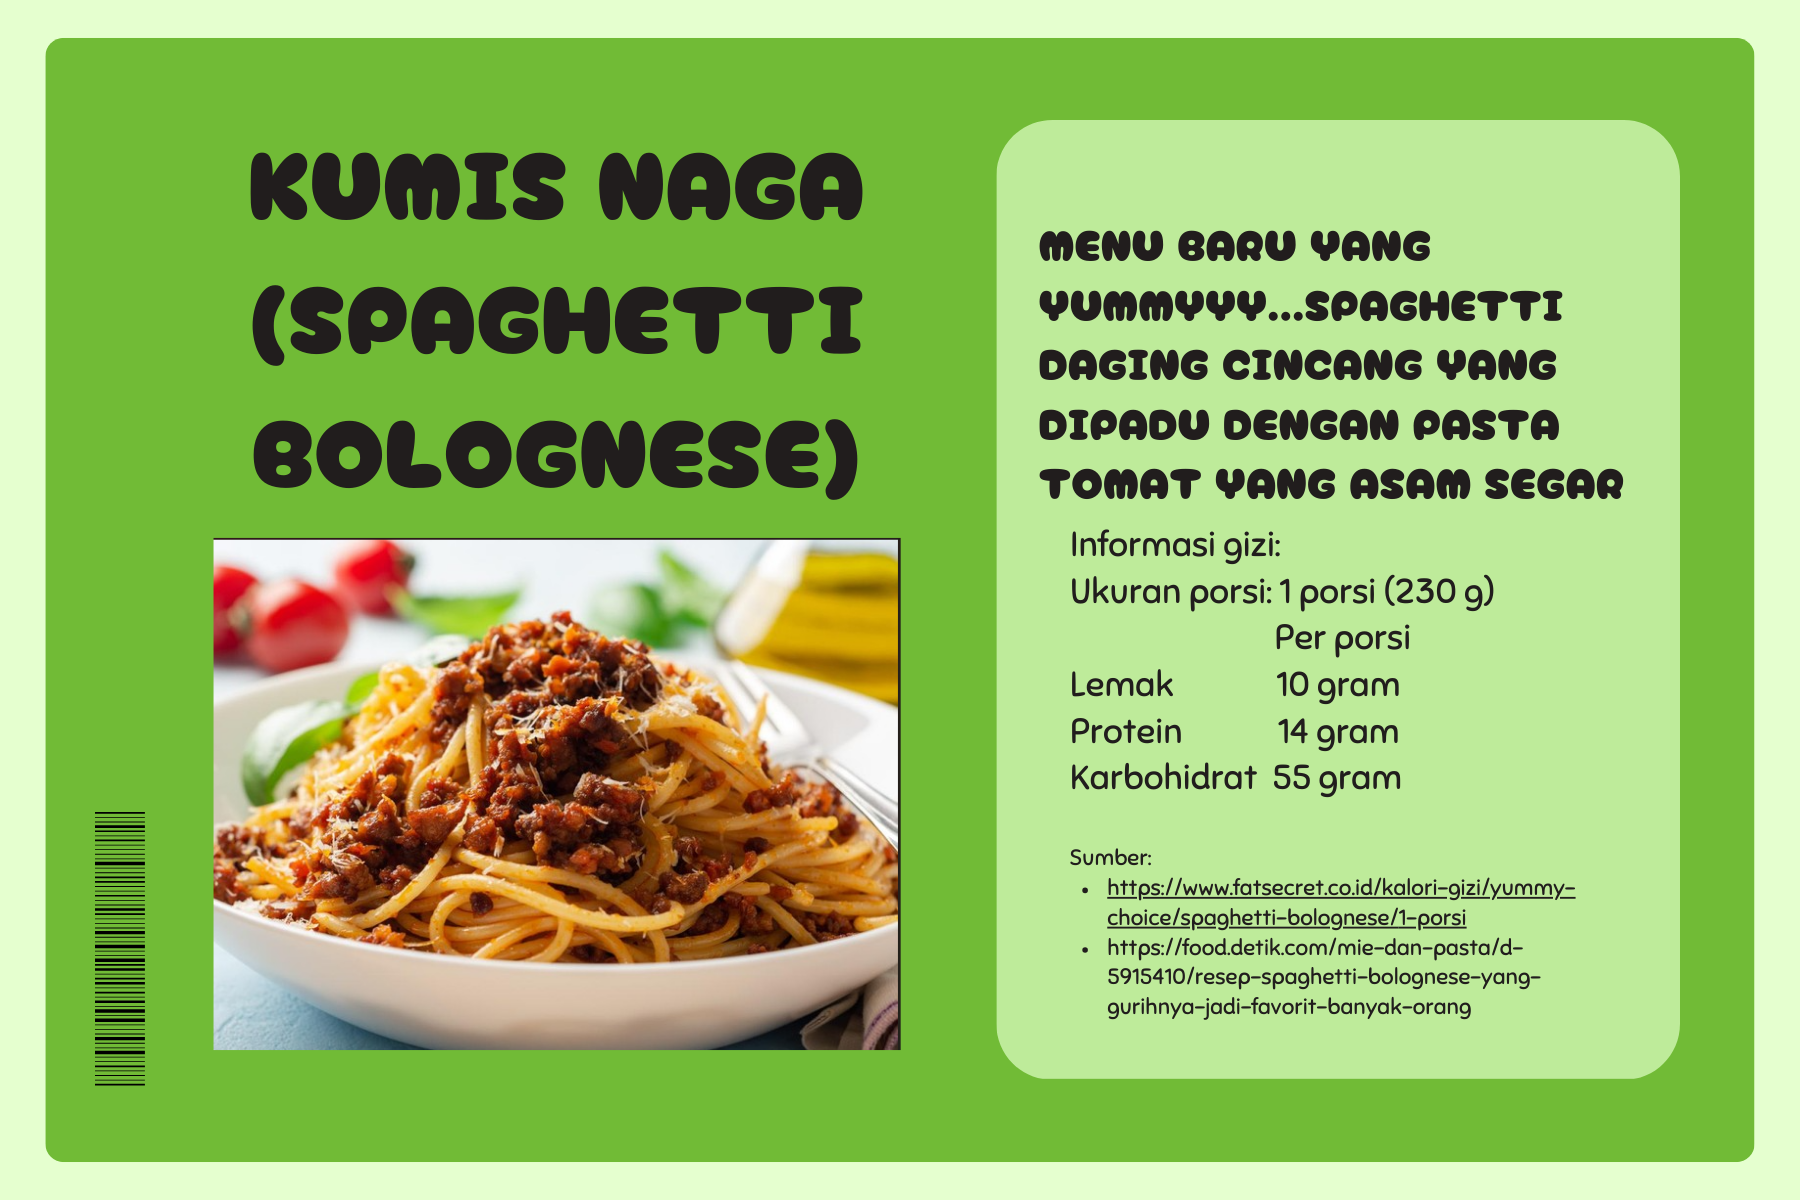 KUMIS NAGA
(SPAGHETTI
BOLOGNESE)
MENU BARU YANG
YUMMYYY...SPAGHETTI
DAGING CINCANG YANG
DIPADU DENGAN PASTA
TOMAT YANG ASAM SEGAR
Informasi gizi:
Ukuran porsi: 1 porsi (230 g)
Per porsi
Lemak 10 gram
Protein 14 gram
Karbohidrat 55 gram
Sumber:
• https://www.fatsecret.co.id/kalori-gizi/yummy-
choice/spaghetti-bolognese/1-porsi
• https://food.detik.com/mie-dan-pasta/d-
5915410/resep-spaghetti-bolognese-yang-
gurihnya-jadi-favorit-banyak-orang